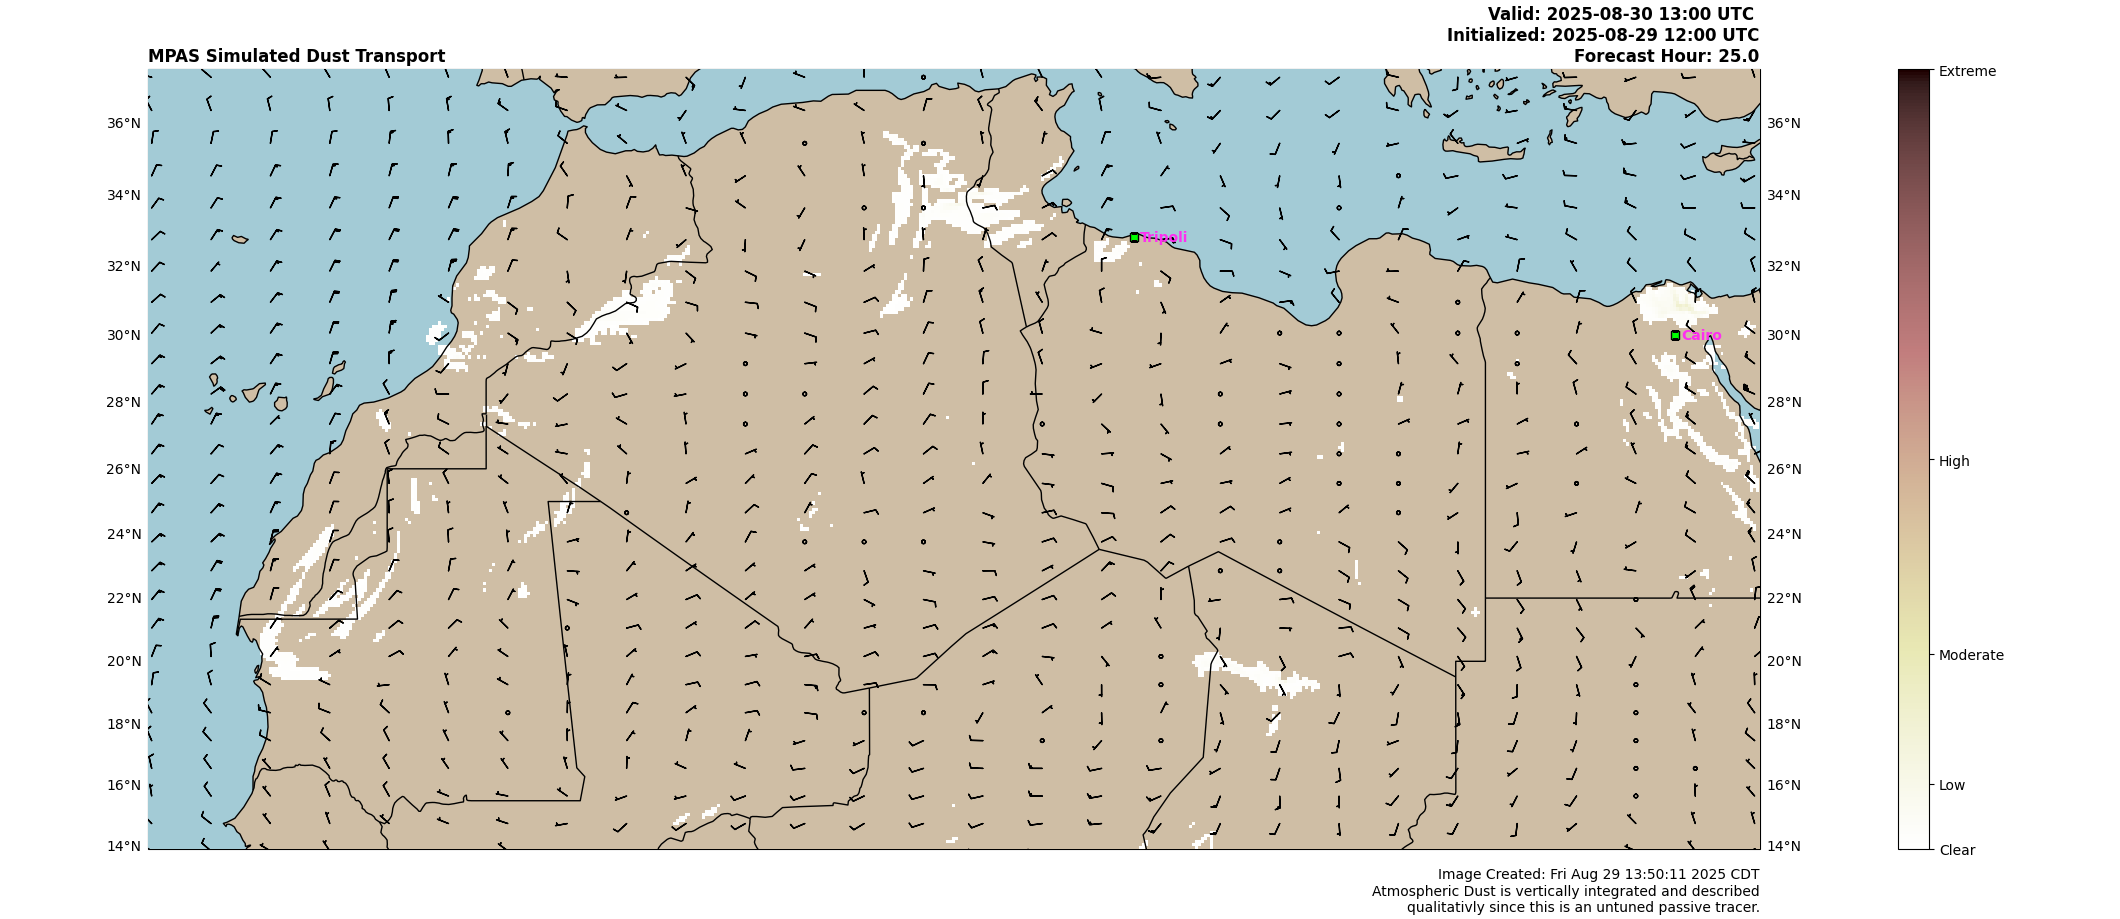 Valid: 2025-08-30 13:00 UTC
Initialized: 2025-08-29 12:00 UTC
MPAS Simulated Dust Transport
Forecast Hour: 25.0
Extreme
36°N
36°N
34°N
34°N
Tripoli
32°N
32°N
30°N
Cairo
30°N
28°N
28°N
26°N
26°N
High
24°N
24°N
22°N
22°N
20°N
20°N
Moderate
18°N
18°N
16°N
16°N
Low
14°N
14°N
Clear
Image Created: Fri Aug 29 13:50:11 2025 CDT
Atmospheric Dust is vertically integrated and described
qualitativly since this is an untuned passive tracer.